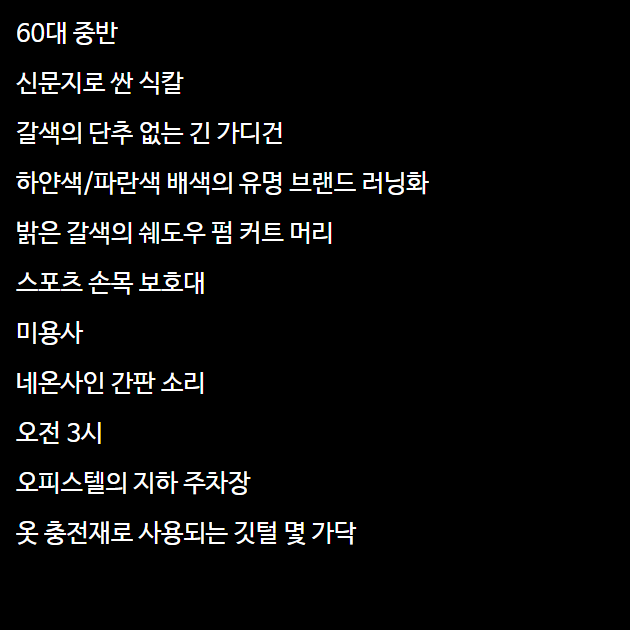 60대 중반
신문지로 싼 식칼
갈색의 단추 없는 긴 가디건
하얀색/파란색 배색의 유명 브랜드 러닝화
밝은 갈색의 쉐도우 펌 커트 머리
스포츠 손목 보호대
미용사
네온사인 간판 소리
오전 3시
오피스텔의 지하 주차장
옷 충전재로 사용되는 깃털 몇 가닥